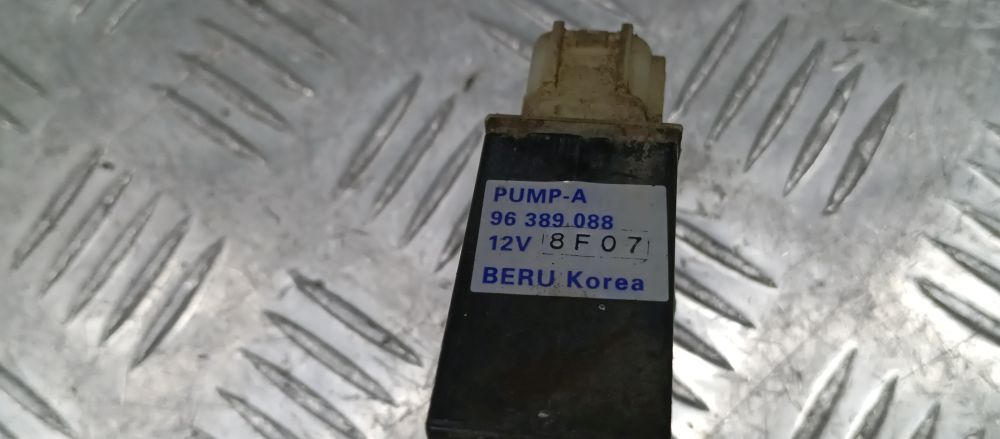 PUMP-A
96 389 088
12V 8F07
BERU Korea